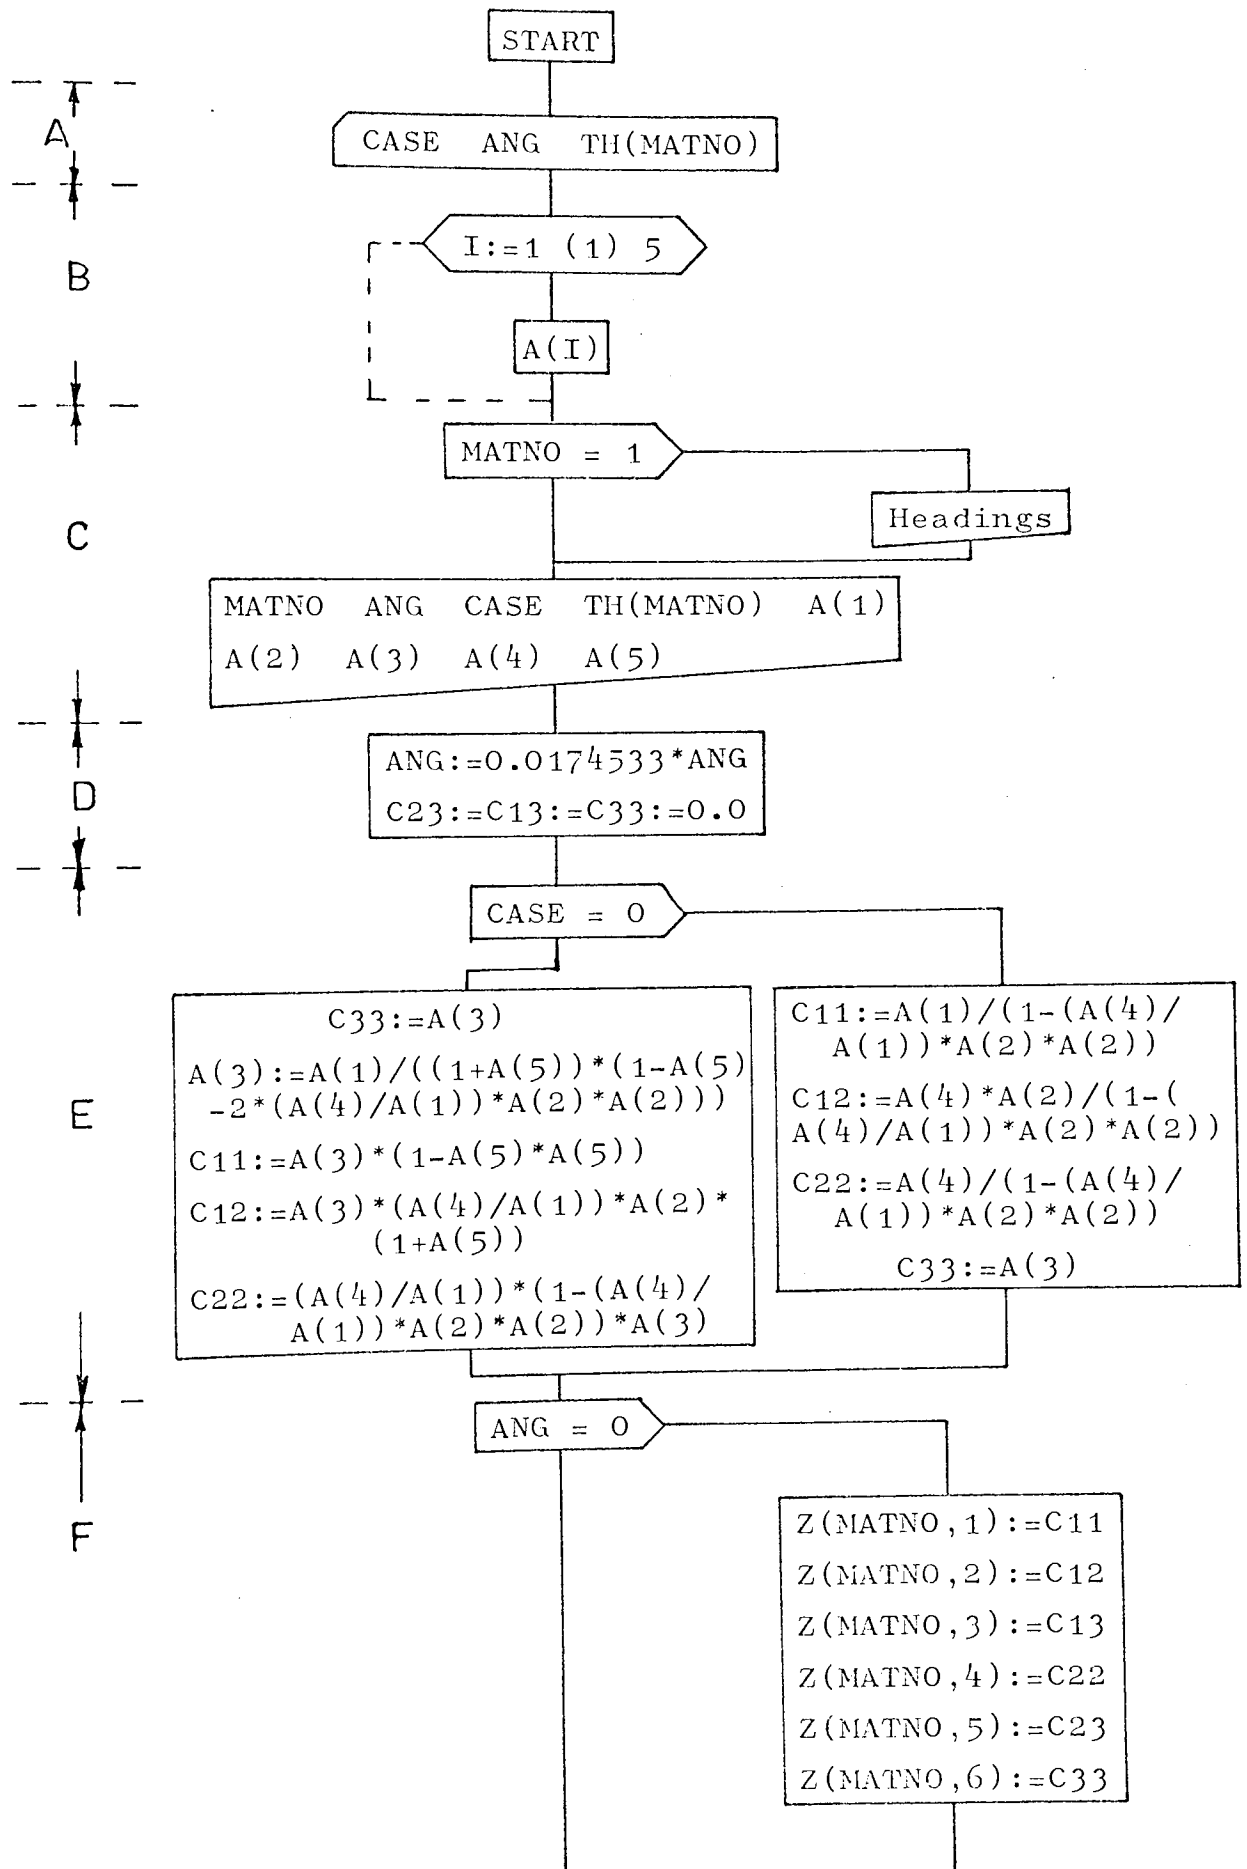 START
A
CASE ANG TH(MATNO)
I:=1 (1) 5
B
A(I)
MATNO = 1
C
Headings
MATNO ANG CASE TH(MATNO) A(1)
A(2) A(3) A(4) A(5)
D
ANG:=0.0174533*ANG
C23:=C13:=C33:=0.0
CASE = 0
E
C33:=A(3)
A(3):=A(1)/((1+A(5))*(1-A(5)
-2*(A(4)/A(1))*A(2)*A(2)))
C11:=A(3)*(1-A(5)*A(5))
C12:=A(3)*(A(4)/A(1))*A(2)*
(1+A(5))
C22:=(A(4)/A(1))*(1-(A(4)/
A(1))*A(2)*A(2))*A(3)
C11:=A(1)/(1-(A(4)/
A(1))*A(2)*A(2))
C12:=A(4)*A(2)/(1-(
A(4)/A(1))*A(2)*A(2))
C22:=A(4)/(1-(A(4)/
A(1))*A(2)*A(2))
C33:=A(3)
ANG = 0
F
Z(MATNO,1):=C11
Z(MATNO,2):=C12
Z(MATNO,3):=C13
Z(MATNO,4):=C22
Z(MATNO,5):=C23
Z(MATNO,6):=C33